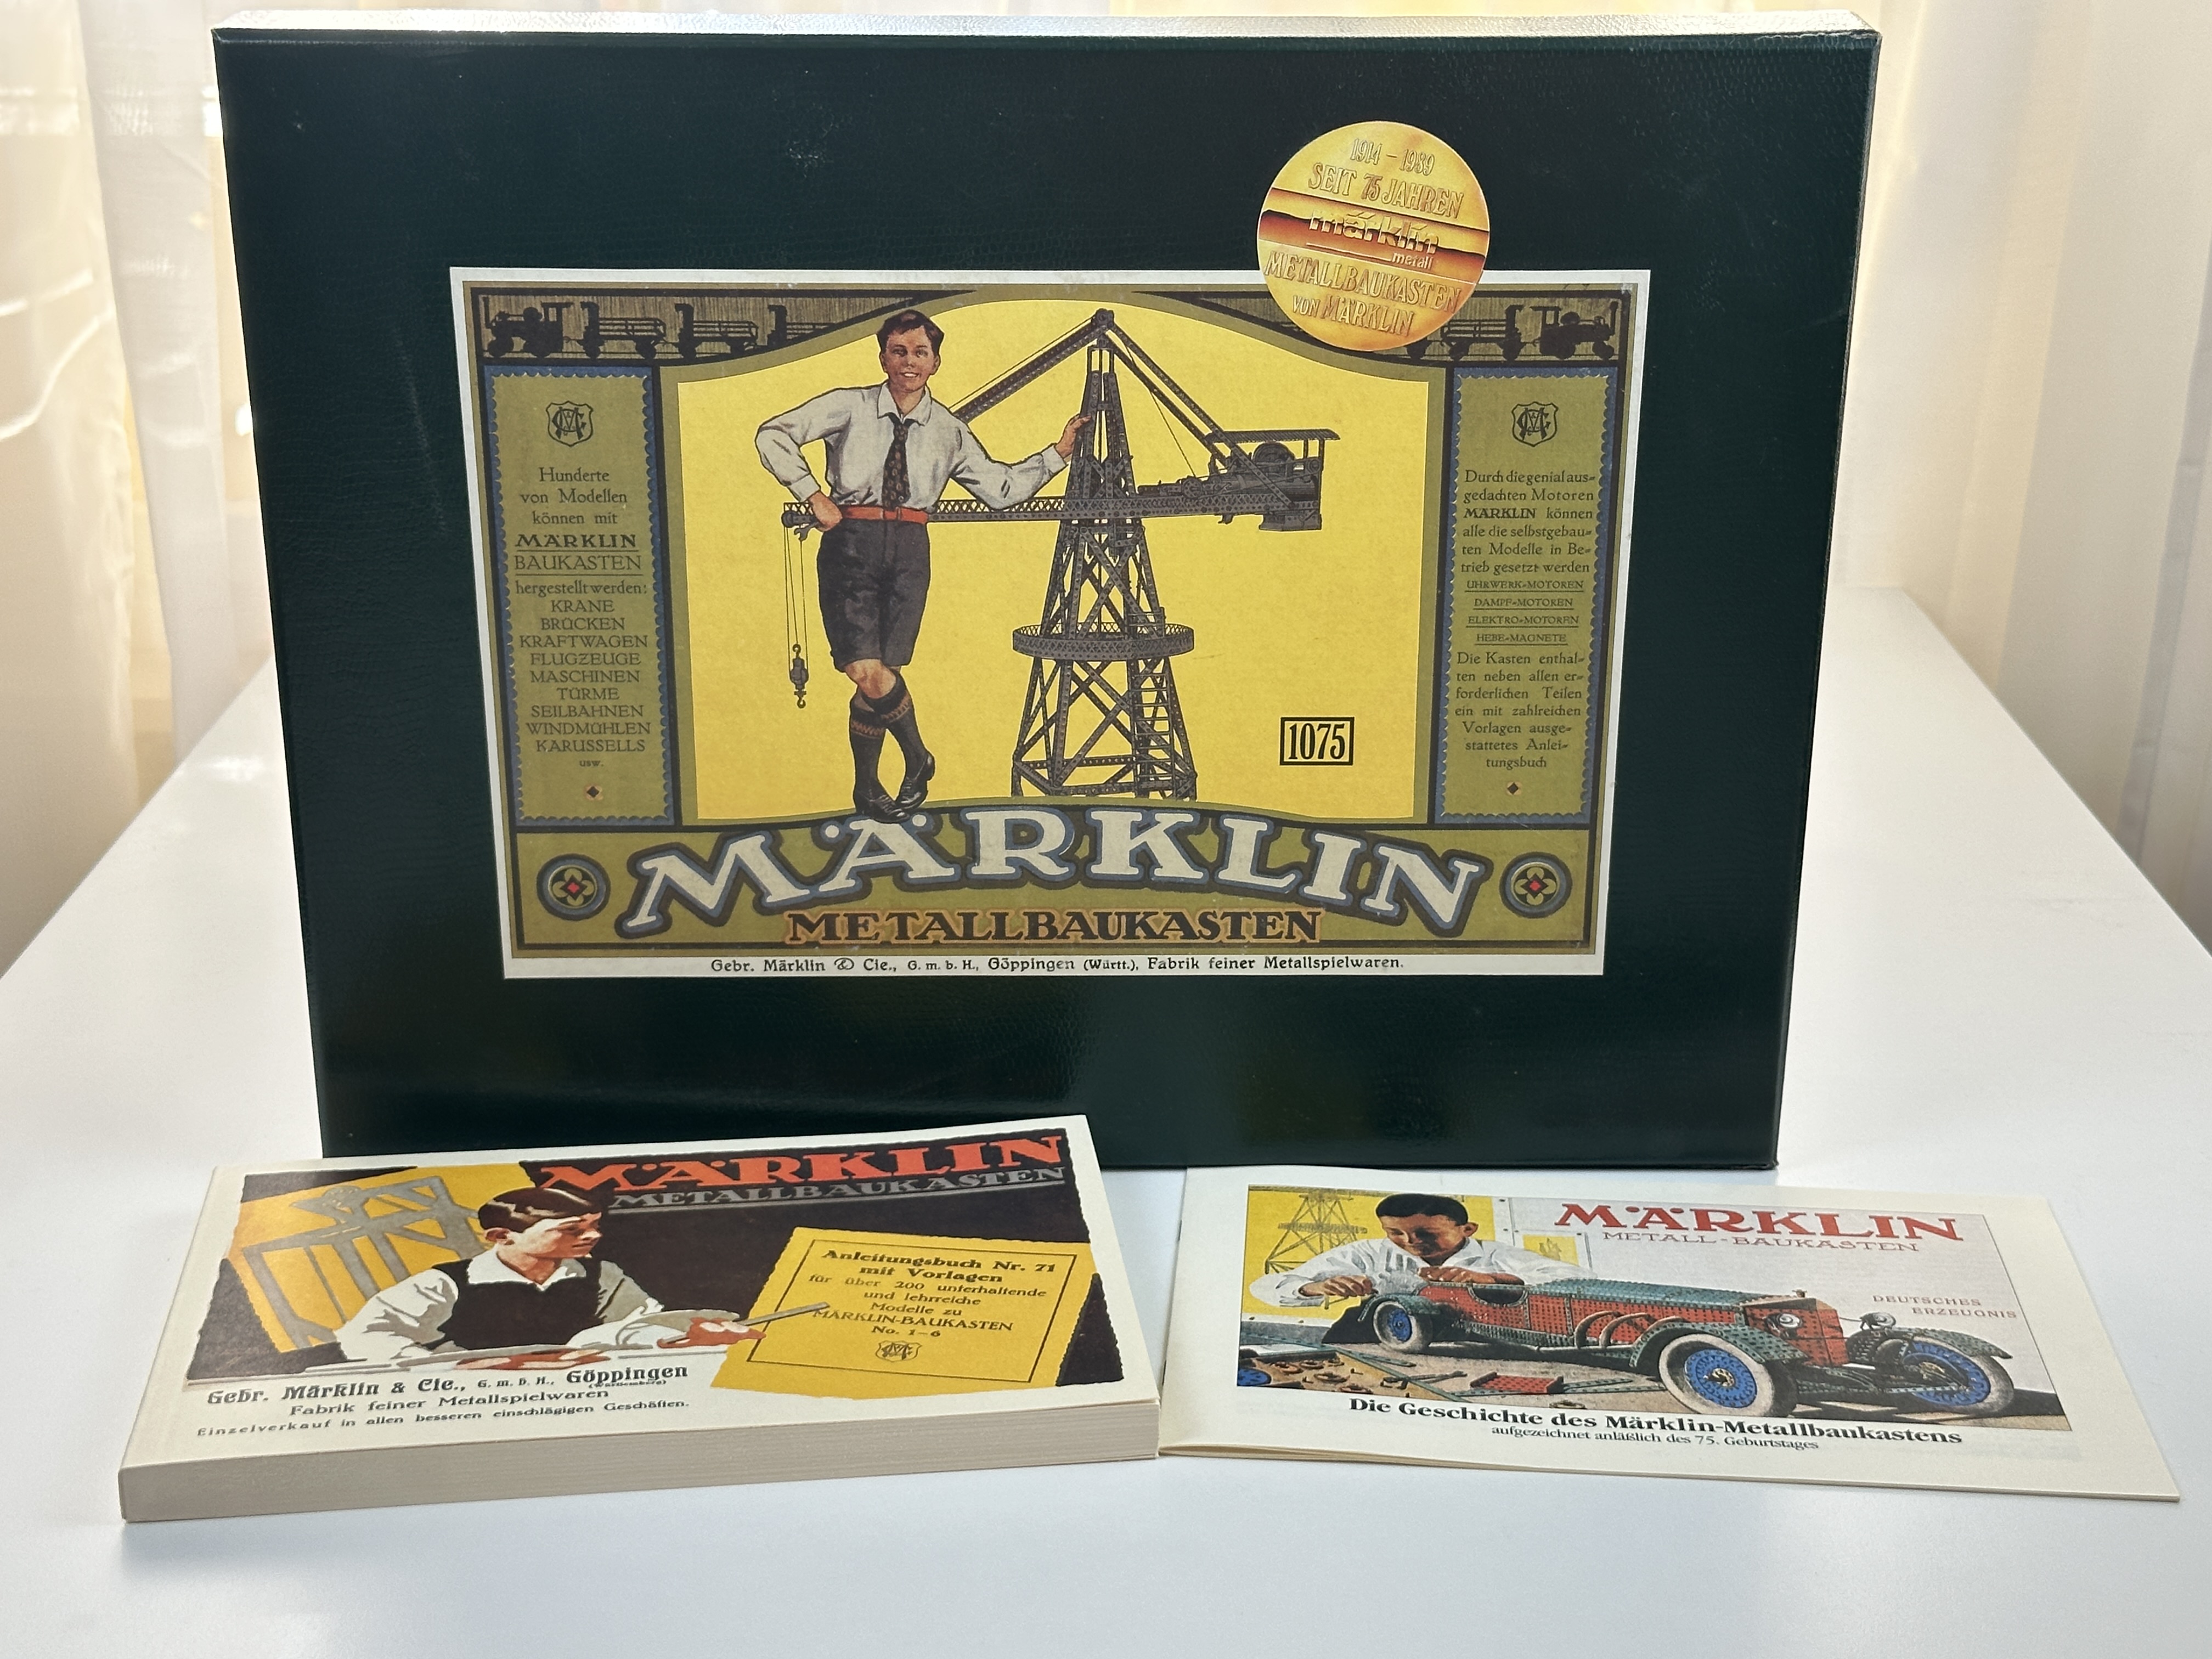 1914 – 1989
SEIT 75 JAHREN
märklin
metall
METALLBAUKASTEN
VON MÄRKLIN
Hunderte
von Modellen
können mit
MÄRKLIN
BAUKASTEN
hergestellt werden:
KRANE
BRÜCKEN
KRAFTWAGEN
FLUGZEUGE
MASCHINEN
TÜRME
SEILBAHNEN
WINDMÜHLEN
KARUSSELLS
usw.
1075
Durch die genial aus-
gedachten Motoren
MÄRKLIN können
alle die selbstgebau-
ten Modelle in Be-
trieb gesetzt werden
UHRWERK-MOTOREN
DAMPF-MOTOREN
ELEKTRO-MOTOREN
HEBE-MAGNETE
Die Kasten enthal-
ten neben allen er-
forderlichen Teilen
ein mit zahlreichen
Vorlagen ausge-
stattetes Anlei-
tungsbuch
MÄRKLIN
METALLBAUKASTEN
Gebr. Märklin & Cie., G. m. b. H., Göppingen (Württ.), Fabrik feiner Metallspielwaren.
MÄRKLIN
METALLBAUKASTEN
Anleitungsbuch Nr. 71
mit Vorlagen
für über 200 unterhaltende
und lehrreiche
Modelle zu
MÄRKLIN-BAUKASTEN
No. 1-6
Gebr. Märklin & Cie., G. m. b. H., Göppingen
(Württemberg)
Fabrik feiner Metallspielwaren
Einzelverkauf in allen besseren einschlägigen Geschäften.
MÄRKLIN
METALL-BAUKASTEN
DEUTSCHES
ERZEUGNIS
Die Geschichte des Märklin-Metallbaukastens
aufgezeichnet anläßlich des 75. Geburtstages